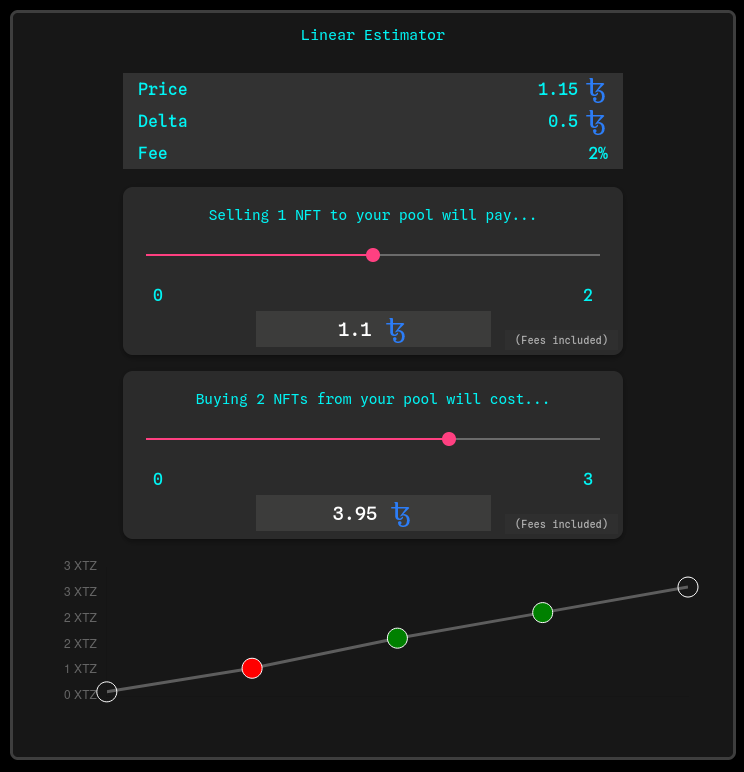 Linear Estimator
Price 1.15 ꜩ
Delta 0.5 ꜩ
Fee 2%
Selling 1 NFT to your pool will pay...
0 2
1.1 ꜩ
(Fees included)
Buying 2 NFTs from your pool will cost...
0 3
3.95 ꜩ
(Fees included)
3 XTZ
3 XTZ
2 XTZ
2 XTZ
1 XTZ
0 XTZ